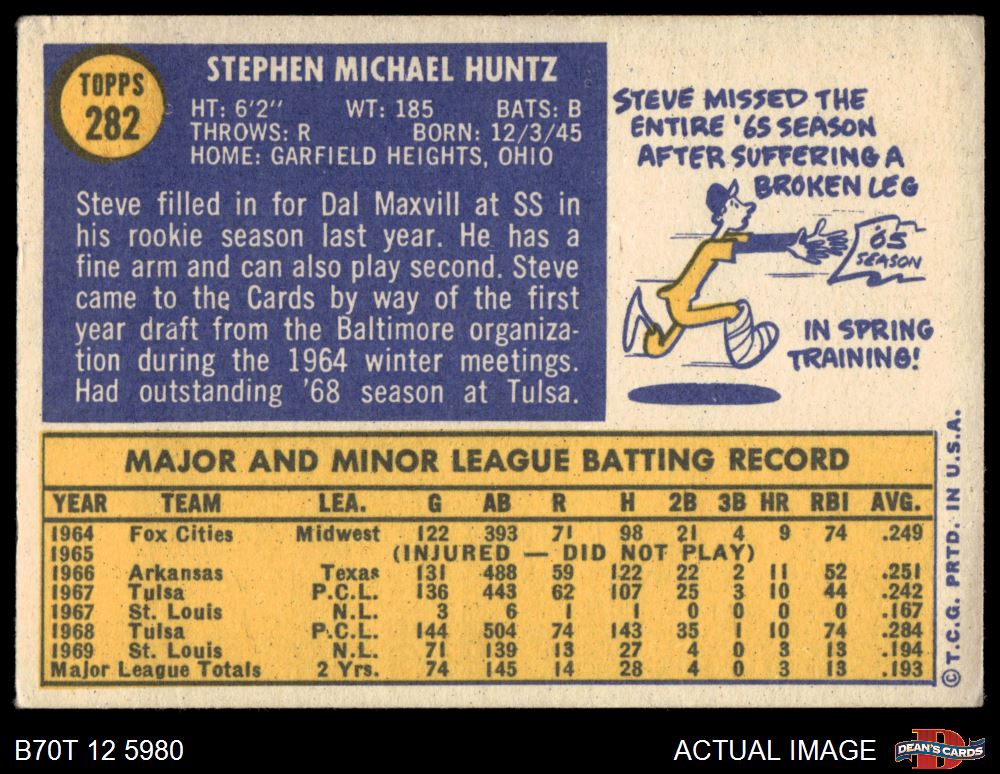 TOPPS
282
STEPHEN MICHAEL HUNTZ
HT: 6'2" WT: 185 BATS: B
THROWS: R BORN: 12/3/45
HOME: GARFIELD HEIGHTS, OHIO
Steve filled in for Dal Maxvill at SS in
his rookie season last year. He has a
fine arm and can also play second. Steve
came to the Cards by way of the first
year draft from the Baltimore organiza-
tion during the 1964 winter meetings.
Had outstanding '68 season at Tulsa.
STEVE MISSED THE
ENTIRE '65 SEASON
AFTER SUFFERING A
BROKEN LEG
'65
SEASON
IN SPRING
TRAINING!
MAJOR AND MINOR LEAGUE BATTING RECORD
YEAR TEAM LEA. G AB R H 2B 3B HR RBI AVG.
1964 Fox Cities Midwest 122 393 71 98 21 4 9 74 .249
1965 (INJURED — DID NOT PLAY)
1966 Arkansas Texas 131 488 59 122 22 2 11 52 .251
1967 Tulsa P.C.L. 136 443 62 107 25 3 10 44 .242
1967 St. Louis N.L. 3 6 1 1 0 0 0 0 .167
1968 Tulsa P.C.L. 144 504 74 143 35 1 10 74 .284
1969 St. Louis N.L. 71 139 13 27 4 0 3 13 .194
Major League Totals 2 Yrs. 74 145 14 28 4 0 3 13 .193
© T.C.G. PRTD. IN U.S.A.
B70T 12 5980
ACTUAL IMAGE
DEAN'S CARDS